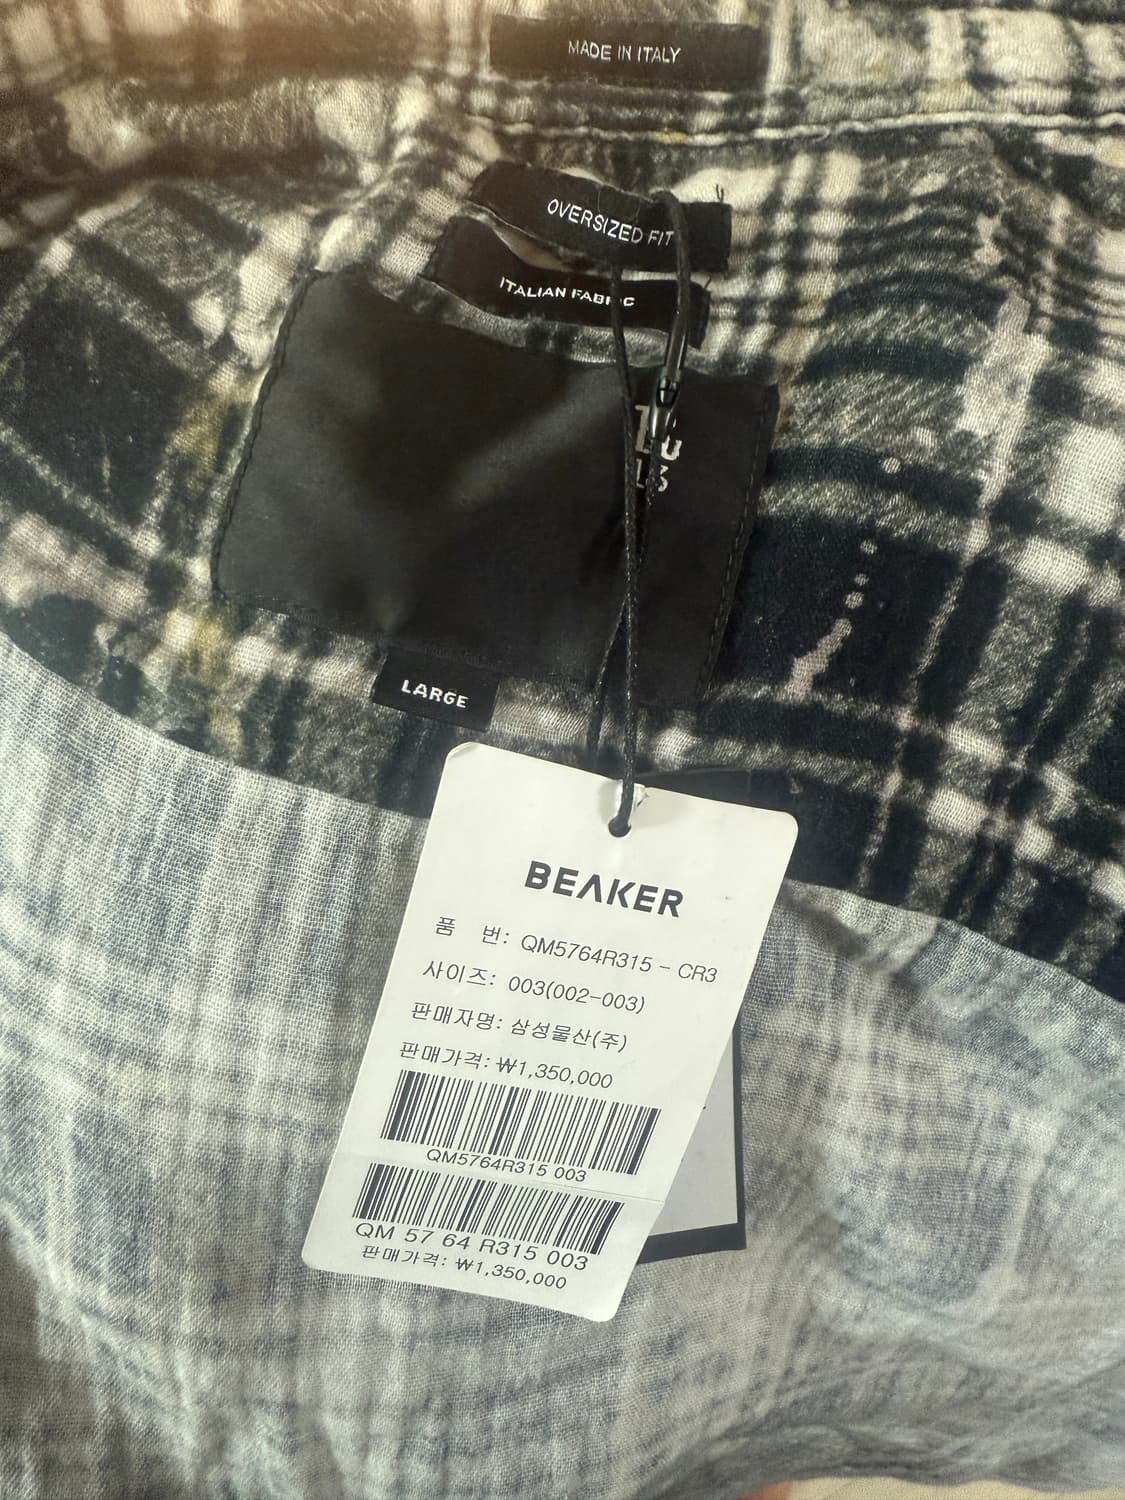 MADE IN ITALY
OVERSIZED FIT
ITALIAN FABRIC
LARGE
BEAKER
품 번: QM5764R315 - CR3
사이즈: 003(002-003)
판매자명: 삼성물산(주)
판매가격: ₩1,350,000
QM5764R315 003
QM 57 64 R315 003
판매가격: ₩1,350,000